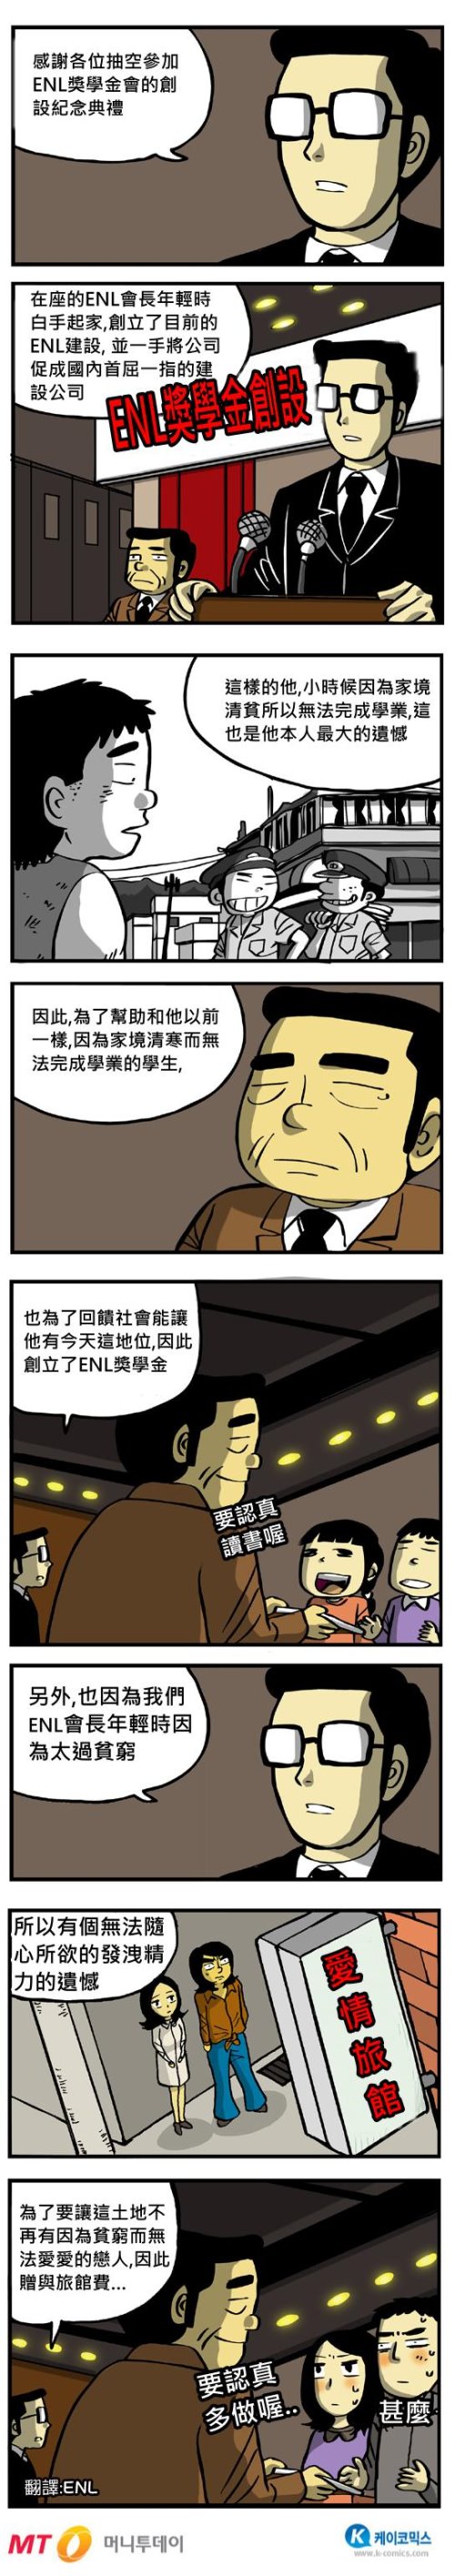 感謝各位抽空參加
ENL獎學金會的創
設紀念典禮
在座的ENL會長年輕時
白手起家,創立了目前的
ENL建設, 並一手將公司
促成國內首屈一指的建
設公司
ENL獎學金創設
這樣的他,小時候因為家境
清貧所以無法完成學業,這
也是他本人最大的遺憾
因此,為了幫助和他以前
一樣,因為家境清寒而無
法完成學業的學生,
也為了回饋社會能讓
他有今天這地位,因此
創立了ENL獎學金
要認真
讀書喔
另外,也因為我們
ENL會長年輕時因
為太過貧窮
所以有個無法隨
心所欲的發洩精
力的遺憾
愛情旅館
為了要讓這土地不
再有因為貧窮而無
法愛愛的戀人,因此
贈與旅館費...
要認真
多做喔..
甚麼
翻譯:ENL
MT 머니투데이
K 케이코믹스
www.k-comics.com